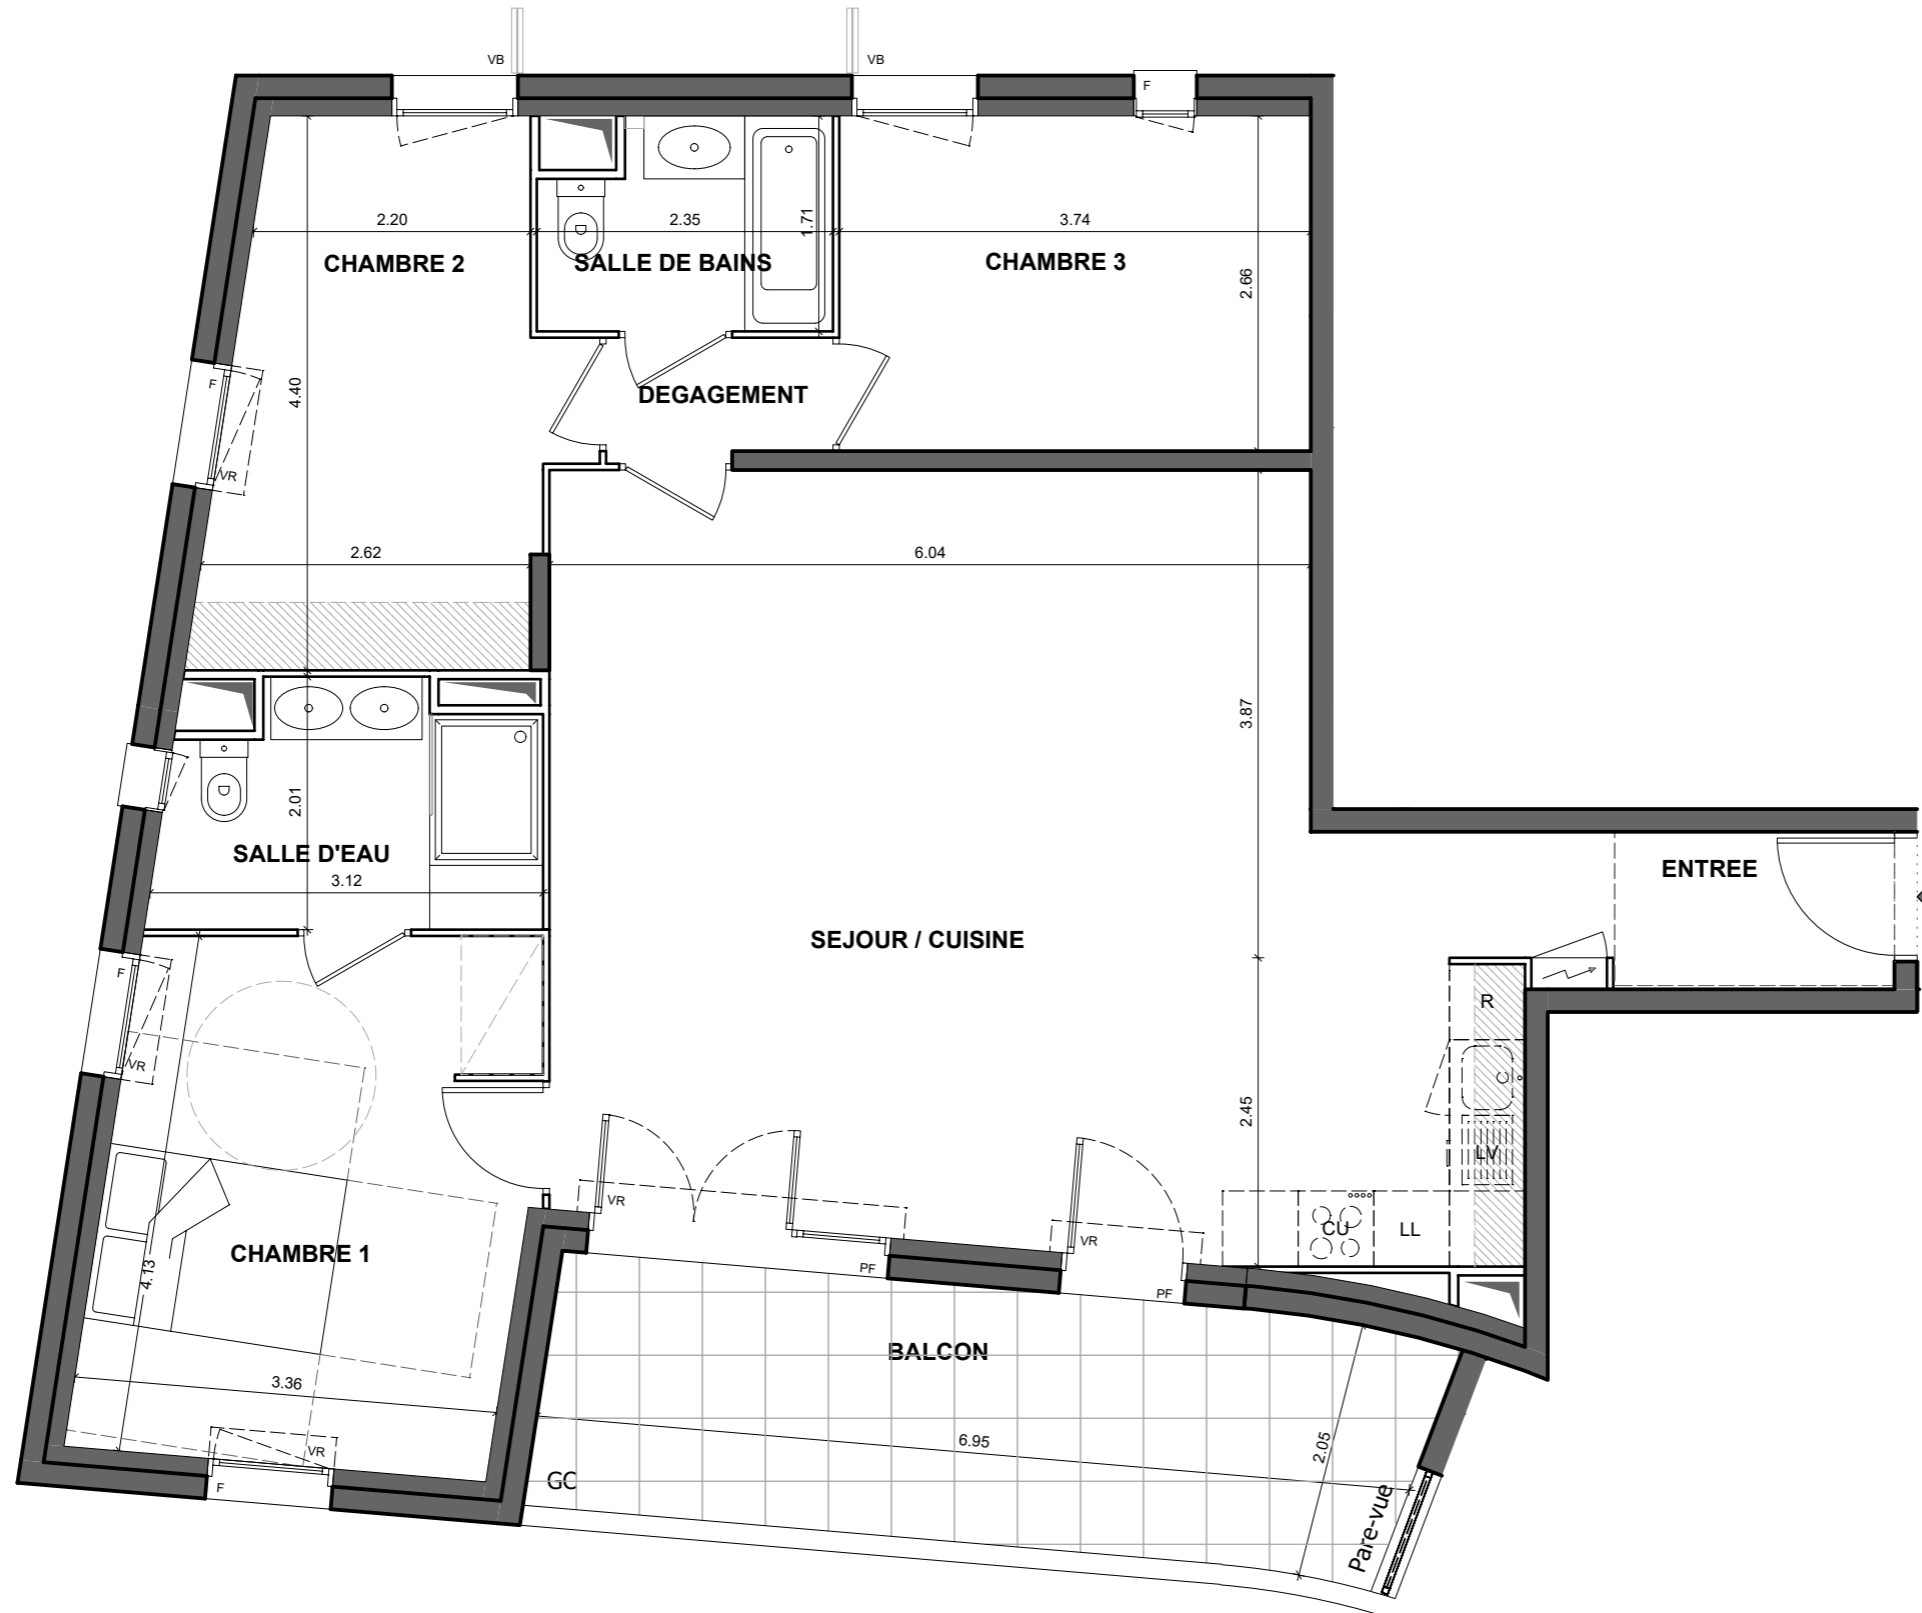 VB
VB
F
2.20
2.35
1.71
3.74
CHAMBRE 2
SALLE DE BAINS
CHAMBRE 3
2.66
F
4.40
DEGAGEMENT
VR
2.62
6.04
3.87
2.01
SALLE D'EAU
3.12
ENTREE
SEJOUR / CUISINE
F
VR
R
2.45
LV
VR
CU
LL
VR
CHAMBRE 1
4.13
PF
PF
BALCON
3.36
6.95
2.05
VR
F
GC
Pare-vue